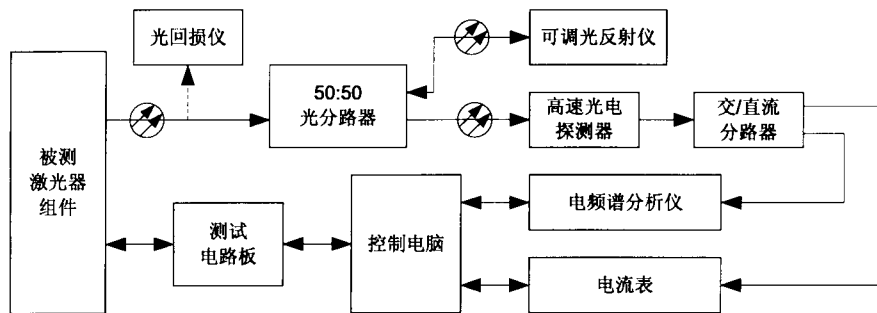 光回损仪
可调光反射仪
50:50
光分路器
高速光电
探测器
交/直流
分路器
被测
激光器
组件
电频谱分析仪
测试
电路板
控制电脑
电流表